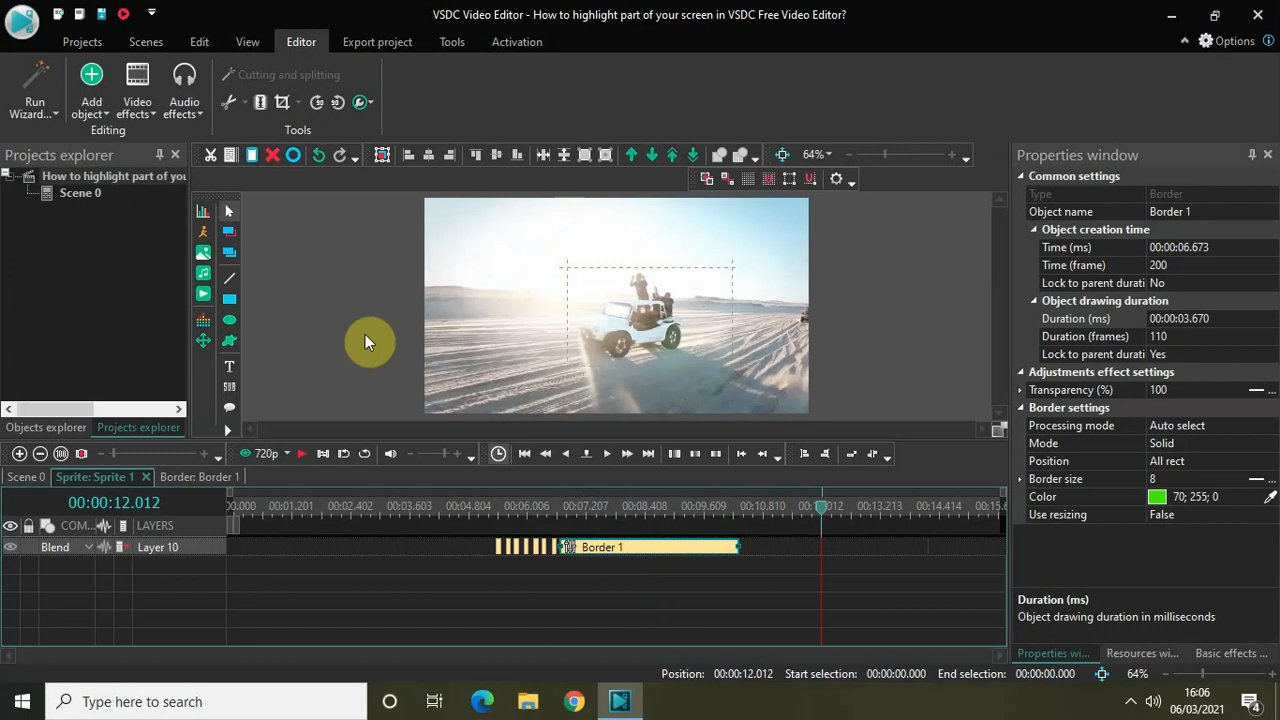 VSDC Video Editor - How to highlight part of your screen in VSDC Free Video Editor?
Projects Scenes Edit View Editor Export project Tools Activation
Options
Run Wizard...
Add object
Video effects
Audio effects
Editing
Cutting and splitting
Tools
Projects explorer
How to highlight part of you
Scene 0
Objects explorer Projects explorer
64%
Properties window
Common settings
Type Border
Object name Border 1
Object creation time
Time (ms) 00:00:06.673
Time (frame) 200
Lock to parent durati No
Object drawing duration
Duration (ms) 00:00:03.670
Duration (frames) 110
Lock to parent durati Yes
Adjustments effect settings
Transparency (%) 100
Border settings
Processing mode Auto select
Mode Solid
Position All rect
Border size 8
Color 70; 255; 0
Use resizing False
Duration (ms)
Object drawing duration in milliseconds
Properties wi... Resources wi... Basic effects ...
720p
Scene 0 Sprite: Sprite 1 Border: Border 1
00:00:12.012
0.000 00:01.201 00:02.402 00:03.603 00:04.804 00:06.006 00:07.207 00:08.408 00:09.609 00:10.810 00:13.213 00:14.414 00:15.6
COM... LAYERS
Blend Layer 10 Border 1
Position: 00:00:12.012 Start selection: 00:00:00.000 End selection: 00:00:00.000 64%
Type here to search
16:06
06/03/2021
4